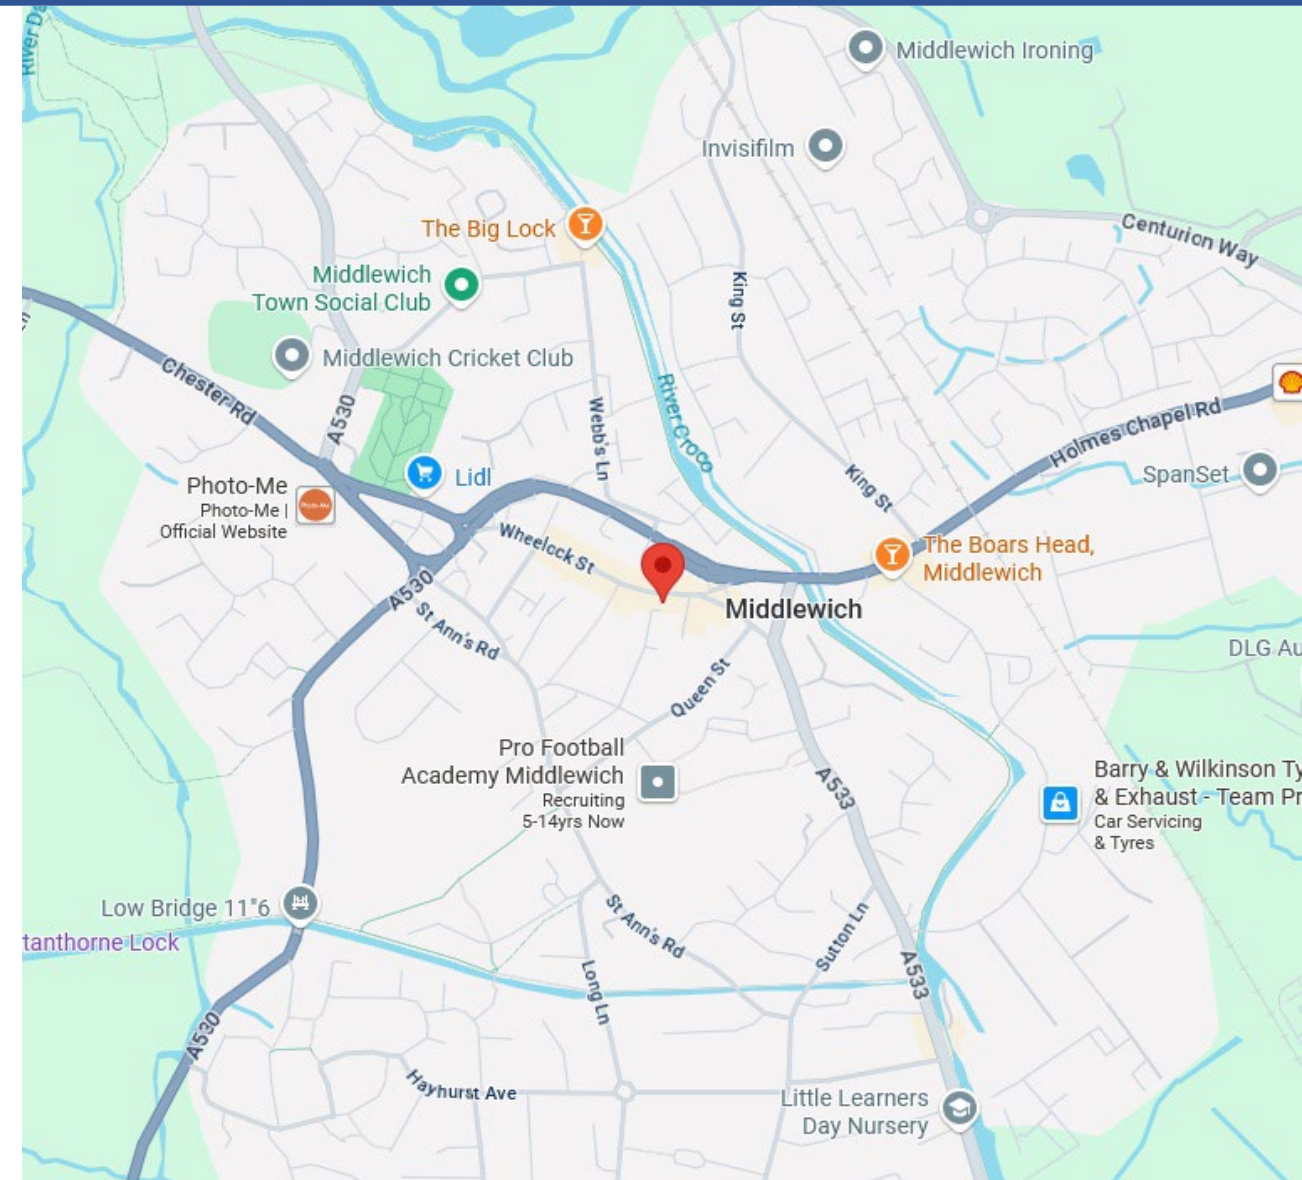 River Da
Middlewich Ironing
Invisifilm
The Big Lock
Centurion Way
Middlewich
Town Social Club
King St
Middlewich Cricket Club
Chester Rd
A530
River Croco
Webb's Ln
Holmes Chapel Rd
Lidl
King St
SpanSet
Photo-Me
Photo-Me |
Official Website
Photo-Me
Wheelock St
The Boars Head,
Middlewich
A530
Middlewich
St Ann's Rd
DLG Au
Queen St
Pro Football
Academy Middlewich
Recruiting
5-14yrs Now
A533
Barry & Wilkinson Ty
& Exhaust - Team Pr
Car Servicing
& Tyres
Low Bridge 11"6
St Ann's Rd
Sutton Ln
tanthorne Lock
A533
Long Ln
A530
Hayhurst Ave
Little Learners
Day Nursery